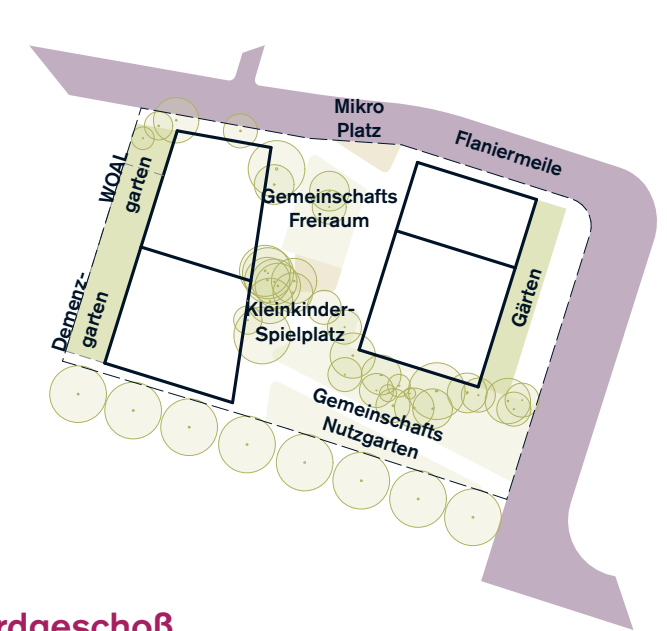 Mikro
Platz
Flaniermeile
WOAL
garten
Gemeinschafts
Freiraum
Gärten
Demenz-
garten
Kleinkinder-
Spielplatz
Gemeinschafts
Nutzgarten
rdgeschoß